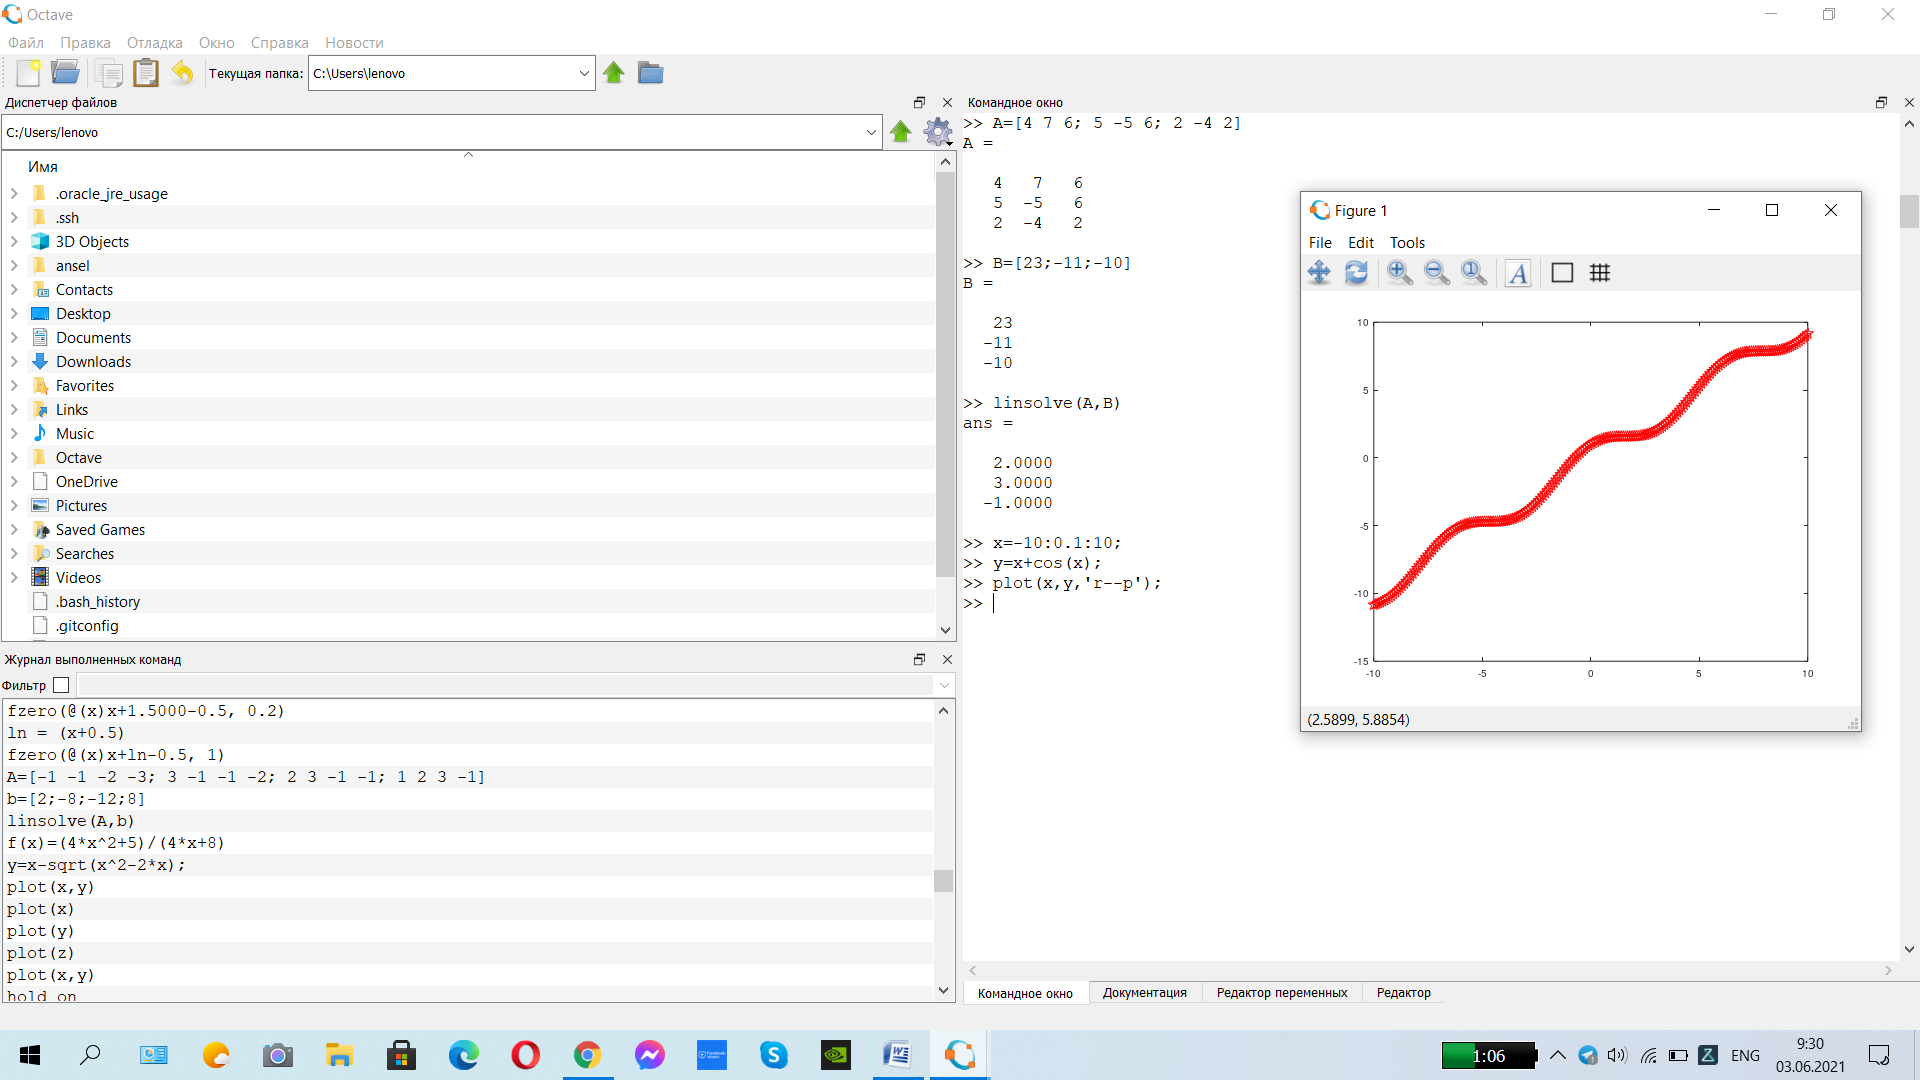 Octave
Файл Правка Отладка Окно Справка Новости
Текущая папка: C:\Users\lenovo
Диспетчер файлов
C:/Users/lenovo
Имя
.oracle_jre_usage
.ssh
3D Objects
ansel
Contacts
Desktop
Documents
Downloads
Favorites
Links
Music
Octave
OneDrive
Pictures
Saved Games
Searches
Videos
.bash_history
.gitconfig
Журнал выполненных команд
Фильтр
fzero(@(x)x+1.5000-0.5, 0.2)
ln = (x+0.5)
fzero(@(x)x+ln-0.5, 1)
A=[-1 -1 -2 -3; 3 -1 -1 -2; 2 3 -1 -1; 1 2 3 -1]
b=[2;-8;-12;8]
linsolve(A,b)
f(x)=(4*x^2+5)/(4*x+8)
y=x-sqrt(x^2-2*x);
plot(x,y)
plot(x)
plot(y)
plot(z)
plot(x,y)
hold on
Командное окно
>> A=[4 7 6; 5 -5 6; 2 -4 2]
A =
4 7 6
5 -5 6
2 -4 2
>> B=[23;-11;-10]
B =
23
-11
-10
>> linsolve(A,B)
ans =
2.0000
3.0000
-1.0000
>> x=-10:0.1:10;
>> y=x+cos(x);
>> plot(x,y,'r--p');
>>
Командное окно Документация Редактор переменных Редактор
Figure 1
File Edit Tools
A
10
5
0
-5
-10
-15
-10 -5 0 5 10
(2.5899, 5.8854)
1:06
ENG
9:30
03.06.2021